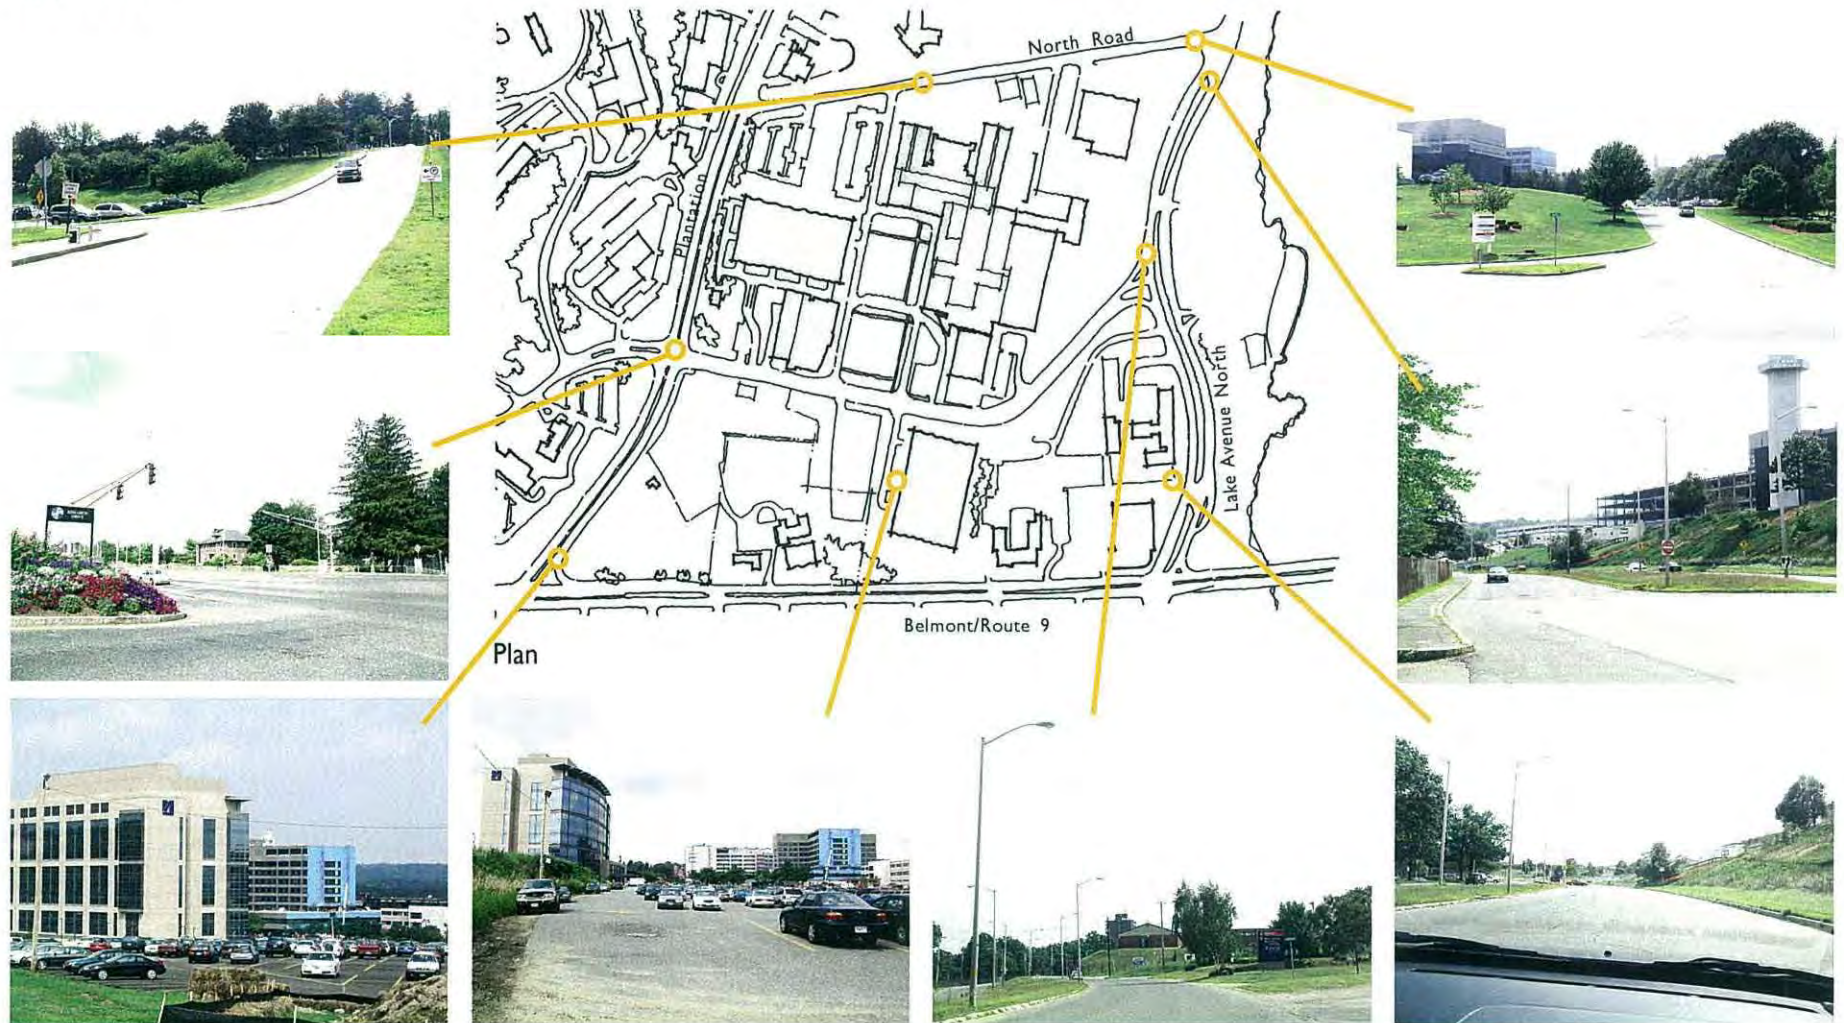 North Road
Plantation
Lake Avenue North
Belmont/Route 9
Plan